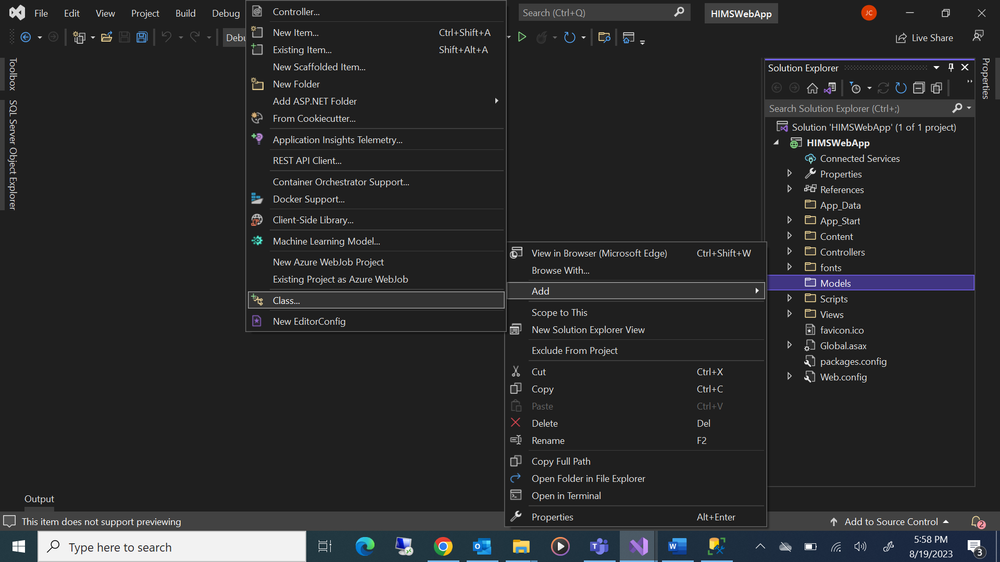 File Edit View Project Build Debug
Search (Ctrl+Q)
HIMSWebApp
JC
Live Share
Toolbox
SQL Server Object Explorer
Controller...
New Item... Ctrl+Shift+A
Existing Item... Shift+Alt+A
New Scaffolded Item...
New Folder
Add ASP.NET Folder
From Cookiecutter...
Application Insights Telemetry...
REST API Client...
Container Orchestrator Support...
Docker Support...
Client-Side Library...
Machine Learning Model...
New Azure WebJob Project
Existing Project as Azure WebJob
Class...
New EditorConfig
View in Browser (Microsoft Edge) Ctrl+Shift+W
Browse With...
Add
Scope to This
New Solution Explorer View
Exclude From Project
Cut Ctrl+X
Copy Ctrl+C
Paste Ctrl+V
Delete Del
Rename F2
Copy Full Path
Open Folder in File Explorer
Open in Terminal
Properties Alt+Enter
Solution Explorer
Search Solution Explorer (Ctrl+;)
Solution 'HIMSWebApp' (1 of 1 project)
HIMSWebApp
Connected Services
Properties
References
App_Data
App_Start
Content
Controllers
fonts
Models
Scripts
Views
favicon.ico
Global.asax
packages.config
Web.config
Properties
Output
This item does not support previewing
Add to Source Control
2
Type here to search
5:58 PM
8/19/2023
3